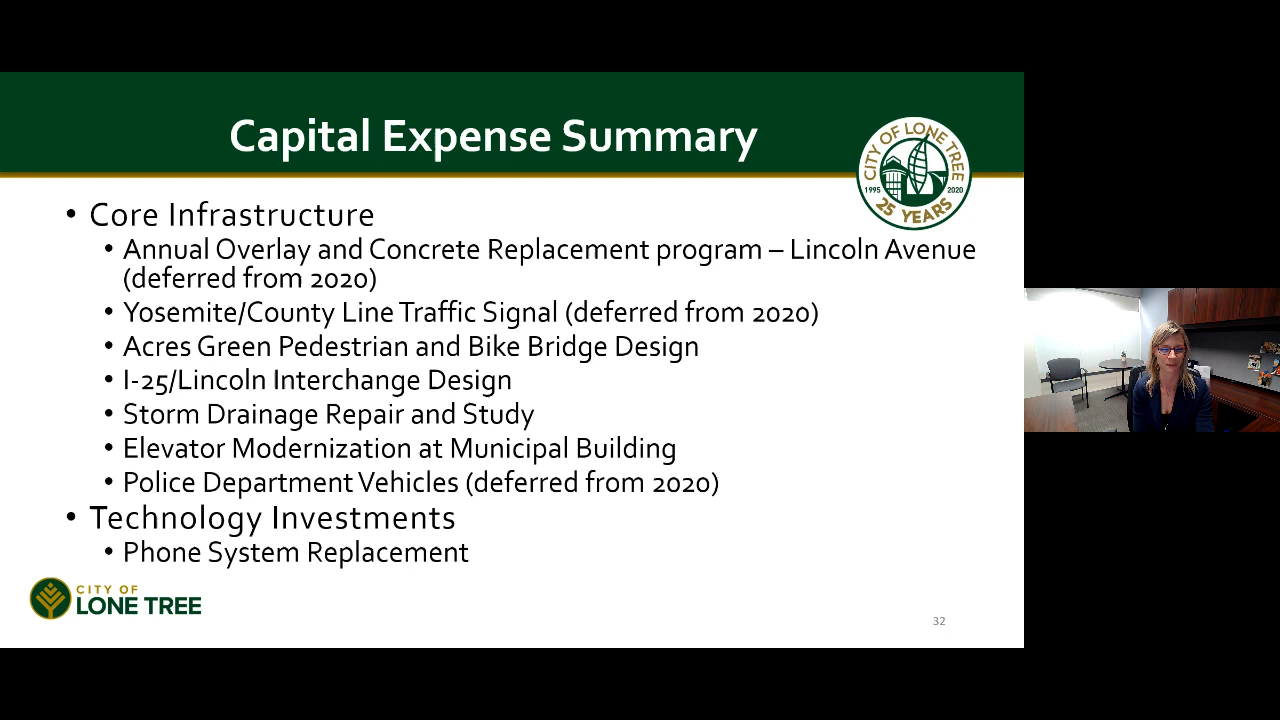 Capital Expense Summary
CITY OF LONE TREE
1995 2020
25 YEARS
• Core Infrastructure
• Annual Overlay and Concrete Replacement program – Lincoln Avenue
(deferred from 2020)
• Yosemite/County Line Traffic Signal (deferred from 2020)
• Acres Green Pedestrian and Bike Bridge Design
• I-25/Lincoln Interchange Design
• Storm Drainage Repair and Study
• Elevator Modernization at Municipal Building
• Police Department Vehicles (deferred from 2020)
• Technology Investments
• Phone System Replacement
CITY OF
LONE TREE
32